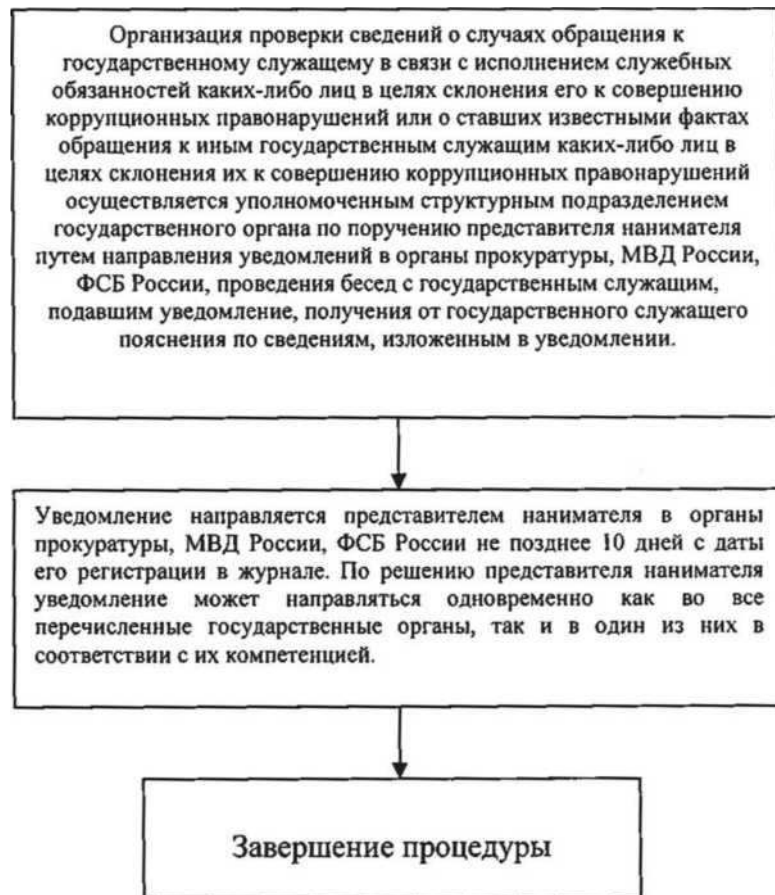 Организация проверки сведений о случаях обращения к
государственному служащему в связи с исполнением служебных
обязанностей каких-либо лиц в целях склонения его к совершению
коррупционных правонарушений или о ставших известными фактах
обращения к иным государственным служащим каких-либо лиц в
целях склонения их к совершению коррупционных правонарушений
осуществляется уполномоченным структурным подразделением
государственного органа по поручению представителя нанимателя
путем направления уведомлений в органы прокуратуры, МВД России,
ФСБ России, проведения бесед с государственным служащим,
подавшим уведомление, получения от государственного служащего
пояснения по сведениям, изложенным в уведомлении.
Уведомление направляется представителем нанимателя в органы
прокуратуры, МВД России, ФСБ России не позднее 10 дней с даты
его регистрации в журнале. По решению представителя нанимателя
уведомление может направляться одновременно как во все
перечисленные государственные органы, так и в один из них в
соответствии с их компетенцией.
Завершение процедуры